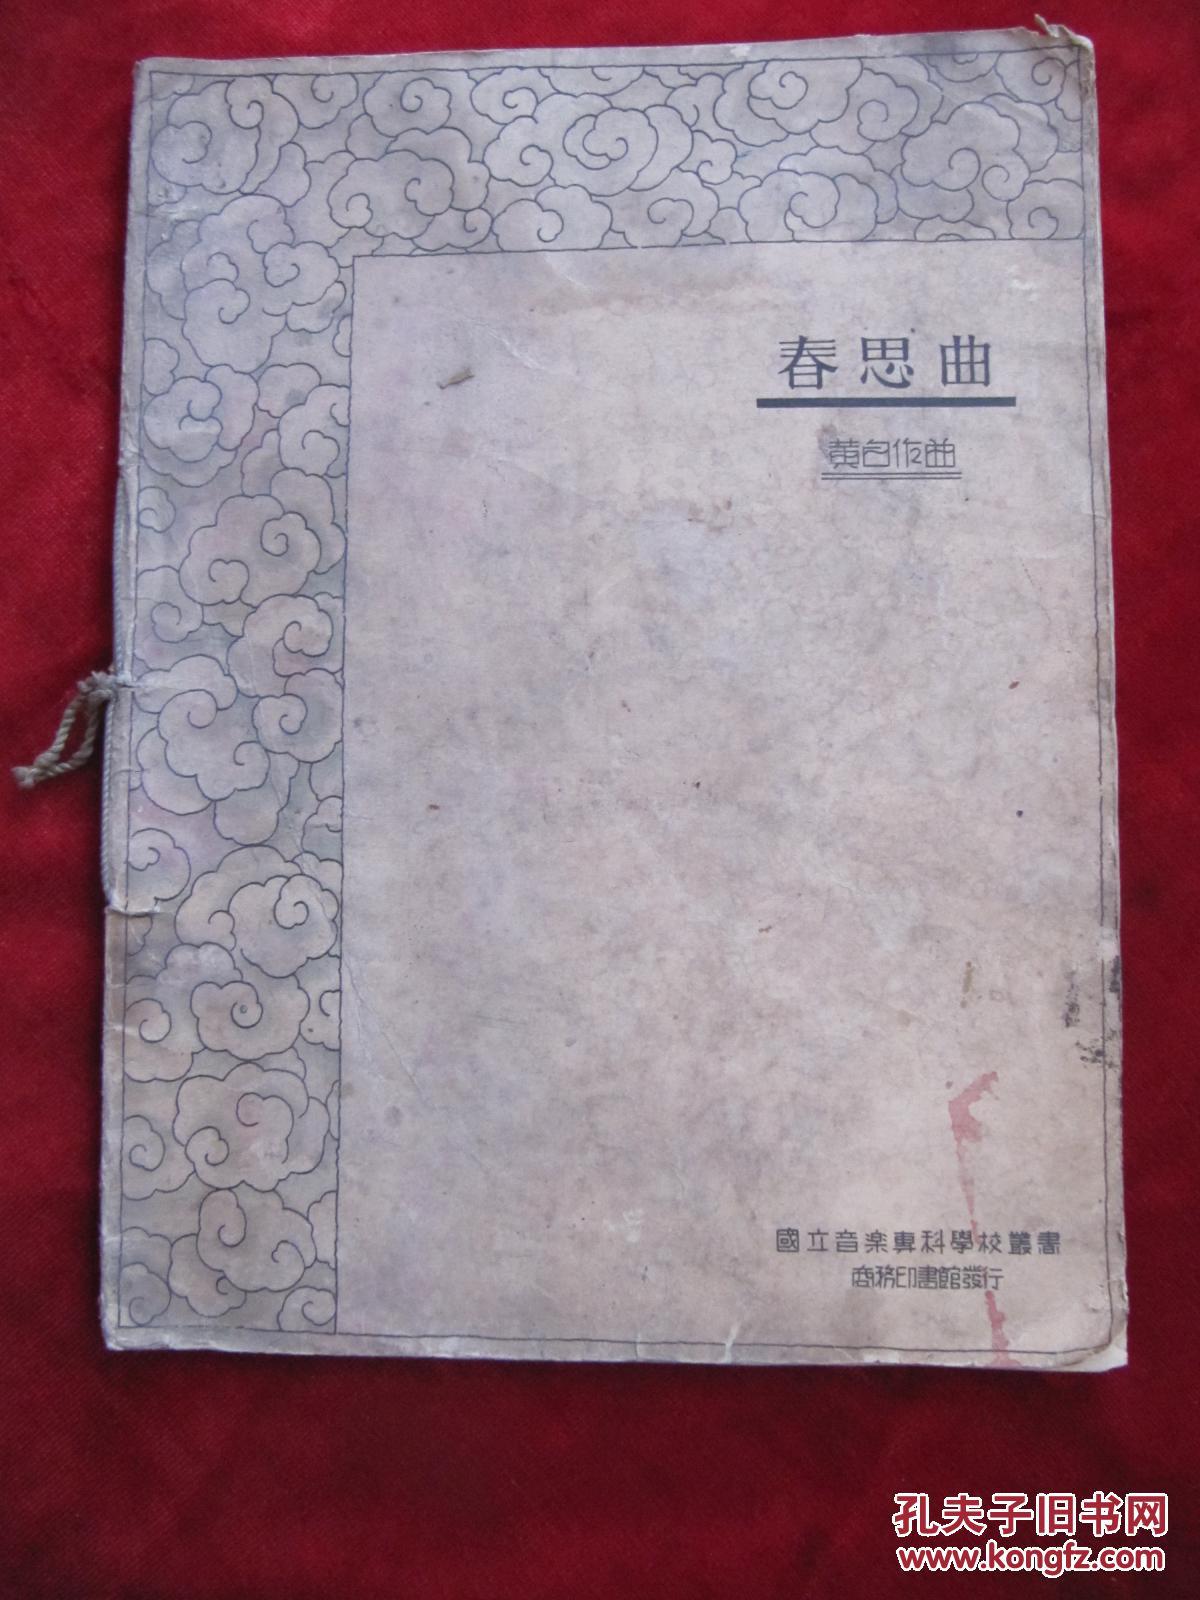 春思曲
黄自作曲
國立音楽專科學校叢書
商務印書館發行
孔夫子旧书网
www.kongfz.com